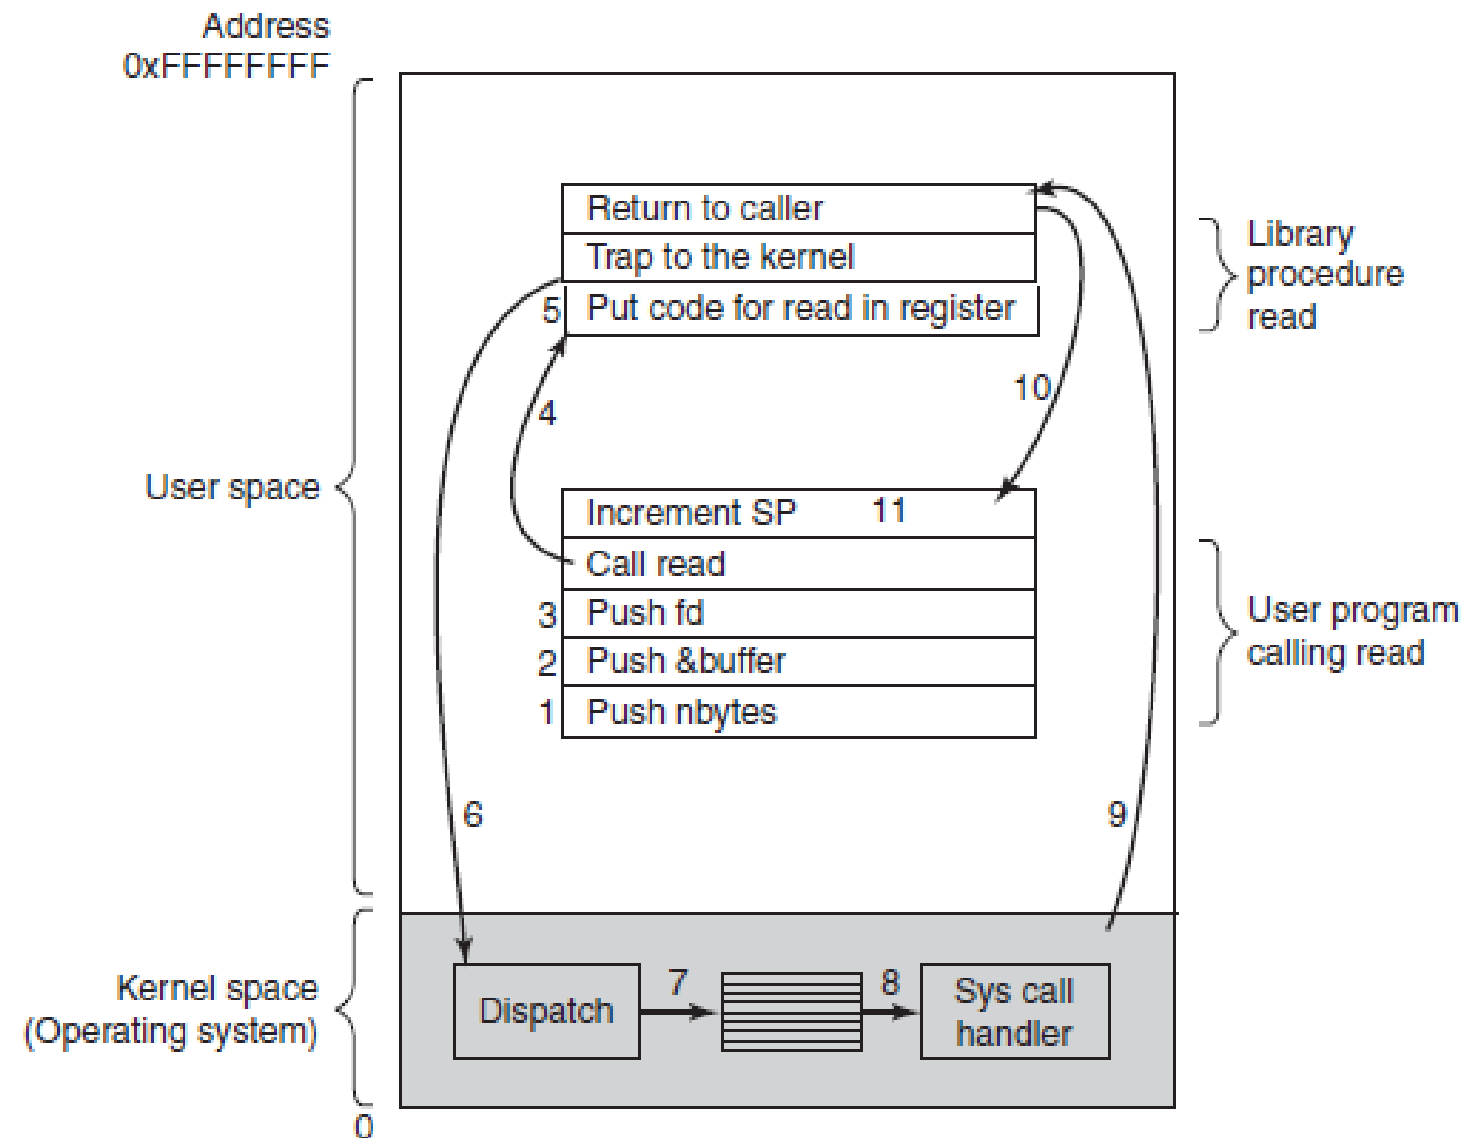 Address
0xFFFFFFFF
Return to caller
Trap to the kernel
5 Put code for read in register
Library
procedure
read
10
4
User space
Increment SP 11
Call read
3 Push fd
2 Push &buffer
1 Push nbytes
User program
calling read
6
9
Kernel space
(Operating system)
Dispatch
7
8
Sys call
handler
0